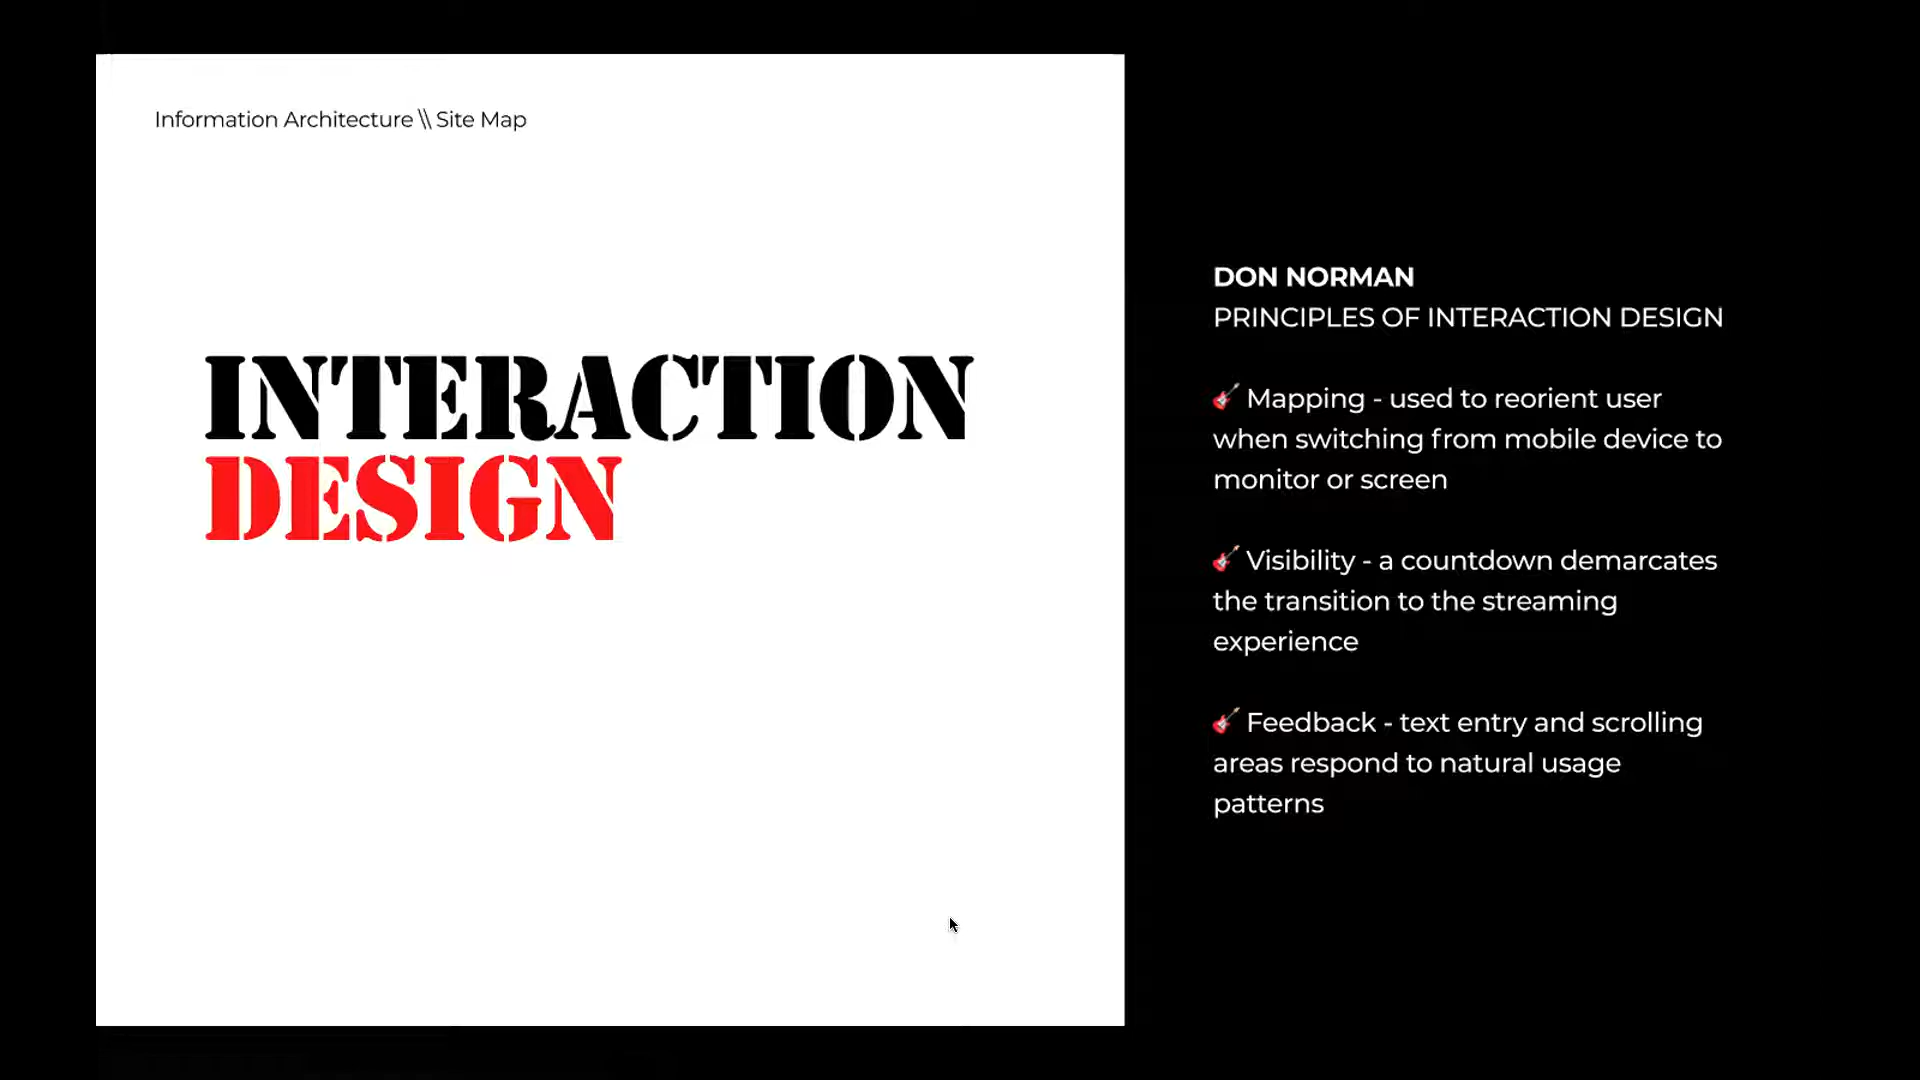 Information Architecture \\ Site Map
INTERACTION
DESIGN
DON NORMAN
PRINCIPLES OF INTERACTION DESIGN
🎸 Mapping - used to reorient user
when switching from mobile device to
monitor or screen
🎸 Visibility - a countdown demarcates
the transition to the streaming
experience
🎸 Feedback - text entry and scrolling
areas respond to natural usage
patterns